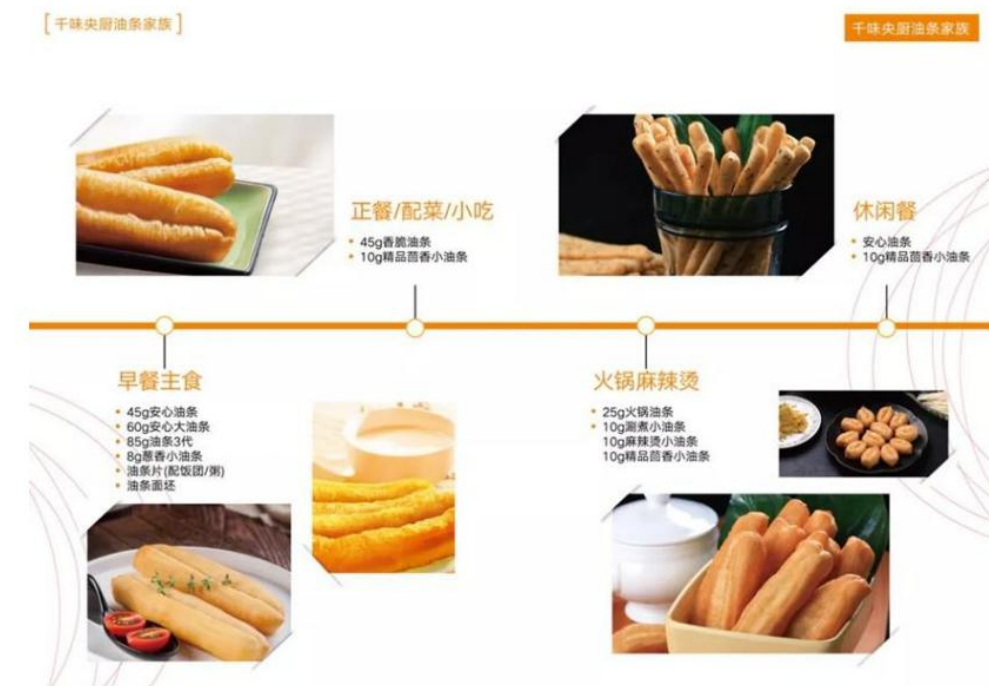 [ 千味央厨油条家族 ]
千味央厨油条家族
正餐/配菜/小吃
• 45g香脆油条
• 10g精品茴香小油条
休闲餐
• 安心油条
• 10g精品茴香小油条
早餐主食
• 45g安心油条
• 60g安心大油条
• 85g油条3代
• 8g葱香小油条
• 油条片(配饭团/粥)
• 油条面坯
火锅麻辣烫
• 25g火锅油条
• 10g涮煮小油条
10g麻辣烫小油条
10g精品茴香小油条